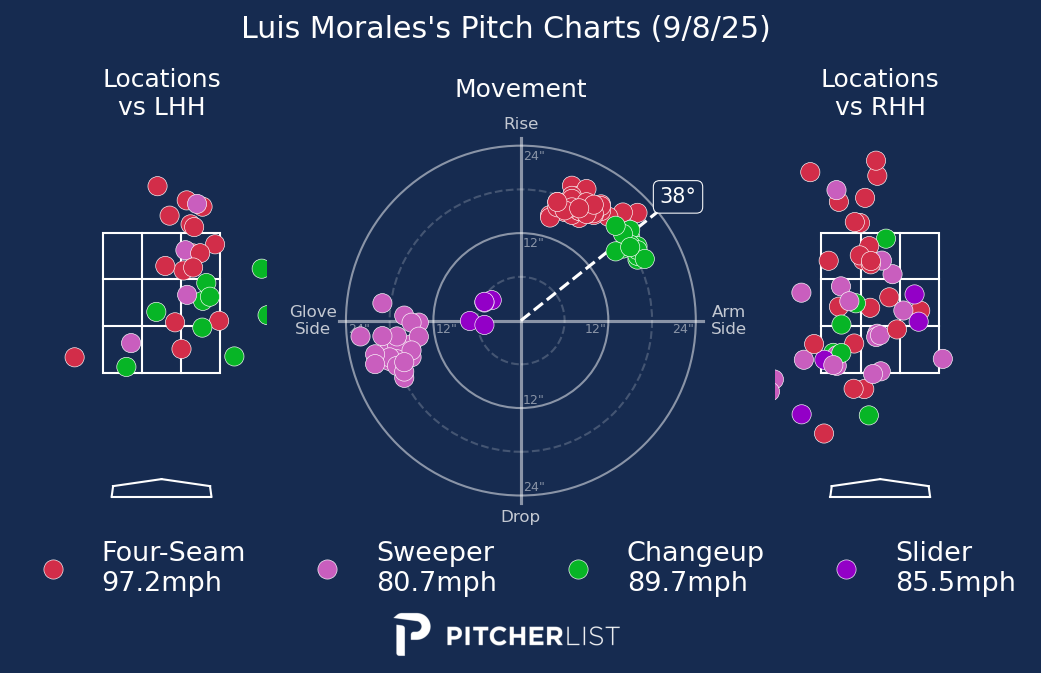 Luis Morales's Pitch Charts (9/8/25)
Locations
vs LHH
Movement
Locations
vs RHH
Rise
24"
38°
12"
Glove
Side
24"
12"
12"
24"
Arm
Side
12"
24"
Drop
Four-Seam
97.2mph
Sweeper
80.7mph
Changeup
89.7mph
Slider
85.5mph
PITCHERLIST